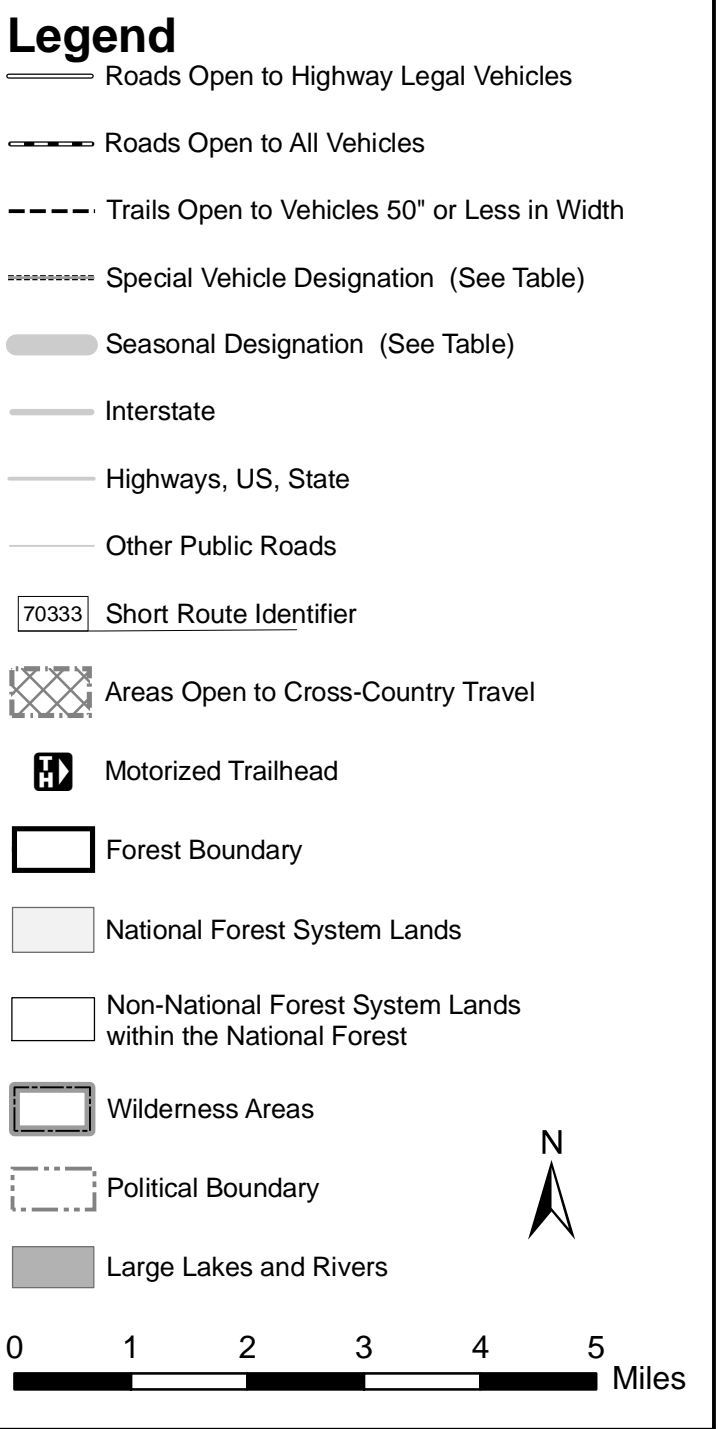 Legend
Roads Open to Highway Legal Vehicles
Roads Open to All Vehicles
Trails Open to Vehicles 50" or Less in Width
Special Vehicle Designation (See Table)
Seasonal Designation (See Table)
Interstate
Highways, US, State
Other Public Roads
70333 Short Route Identifier
Areas Open to Cross-Country Travel
TH Motorized Trailhead
Forest Boundary
National Forest System Lands
Non-National Forest System Lands
within the National Forest
Wilderness Areas
N
Political Boundary
Large Lakes and Rivers
0 1 2 3 4 5
Miles